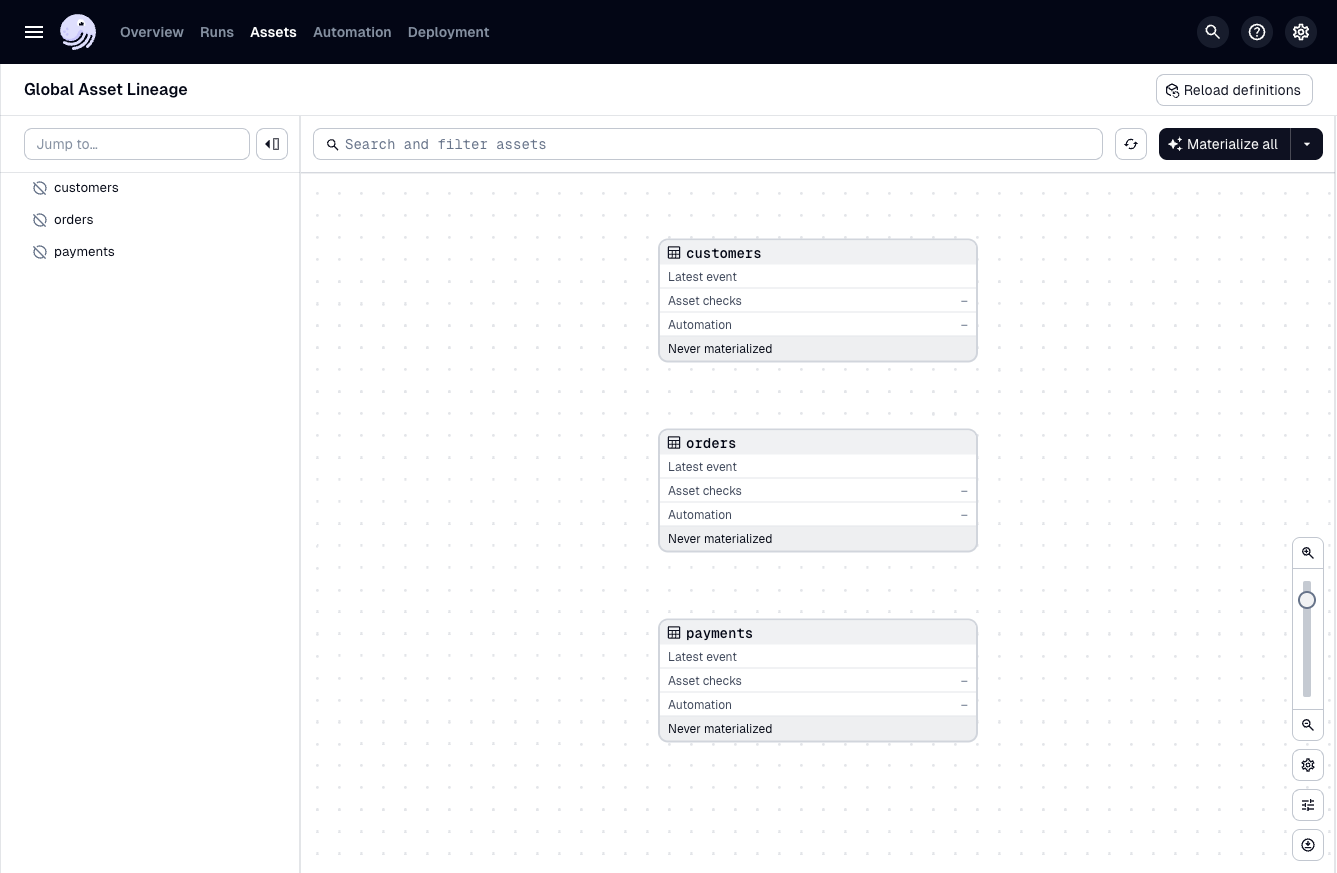 Overview Runs Assets Automation Deployment
Global Asset Lineage
Reload definitions
Jump to…
Search and filter assets
Materialize all
customers
orders
payments
customers
Latest event
Asset checks –
Automation –
Never materialized
orders
Latest event
Asset checks –
Automation –
Never materialized
payments
Latest event
Asset checks –
Automation –
Never materialized